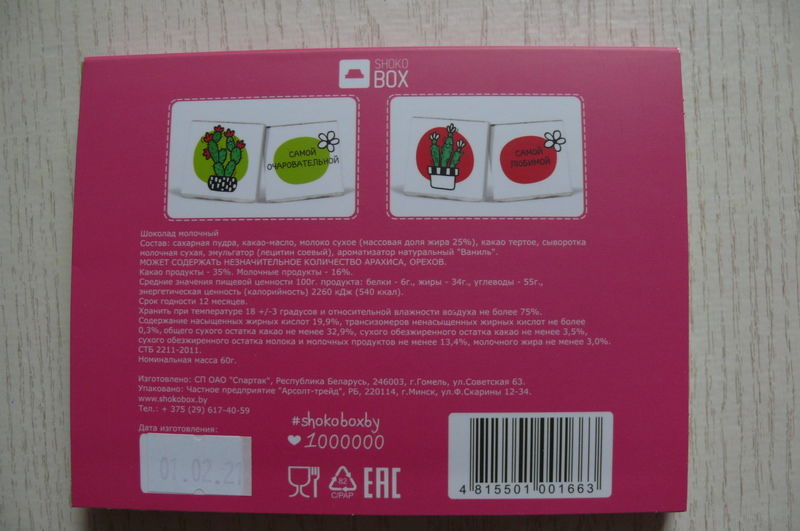 SHOKO
BOX
САМОЙ
ОЧАРОВАТЕЛЬНОЙ
САМОЙ
ЛЮБИМОЙ
Шоколад молочный
Состав: сахарная пудра, какао-масло, молоко сухое (массовая доля жира 25%), какао тертое, сыворотка
молочная сухая, эмульгатор (лецитин соевый), ароматизатор натуральный "Ваниль".
МОЖЕТ СОДЕРЖАТЬ НЕЗНАЧИТЕЛЬНОЕ КОЛИЧЕСТВО АРАХИСА, ОРЕХОВ.
Какао продукты - 35%. Молочные продукты - 16%.
Средние значения пищевой ценности 100г. продукта: белки - 6г., жиры - 34г., углеводы - 55г.,
энергетическая ценность (калорийность) 2260 кДж (540 ккал).
Срок годности 12 месяцев.
Хранить при температуре 18 +/-3 градусов и относительной влажности воздуха не более 75%.
Содержание насыщенных жирных кислот 19,9%, трансизомеров ненасыщенных жирных кислот не более
0,3%, общего сухого остатка какао не менее 32,9%, сухого обезжиренного остатка какао не менее 3,5%,
сухого обезжиренного остатка молока и молочных продуктов не менее 13,4%, молочного жира не менее 3,0%.
СТБ 2211-2011.
Номинальная масса 60г.
Изготовлено: СП ОАО "Спартак", Республика Беларусь, 246003, г.Гомель, ул.Советская 63.
Упаковано: Частное предприятие "Арсолт-трейд", РБ, 220114, г.Минск, ул.Ф.Скарины 12-34.
www.shokobox.by
Тел.: + 375 (29) 617-40-59
Дата изготовления:
01.02.21
#shokoboxby
1000000
82
C/PAP
EAC
4 815501 001663